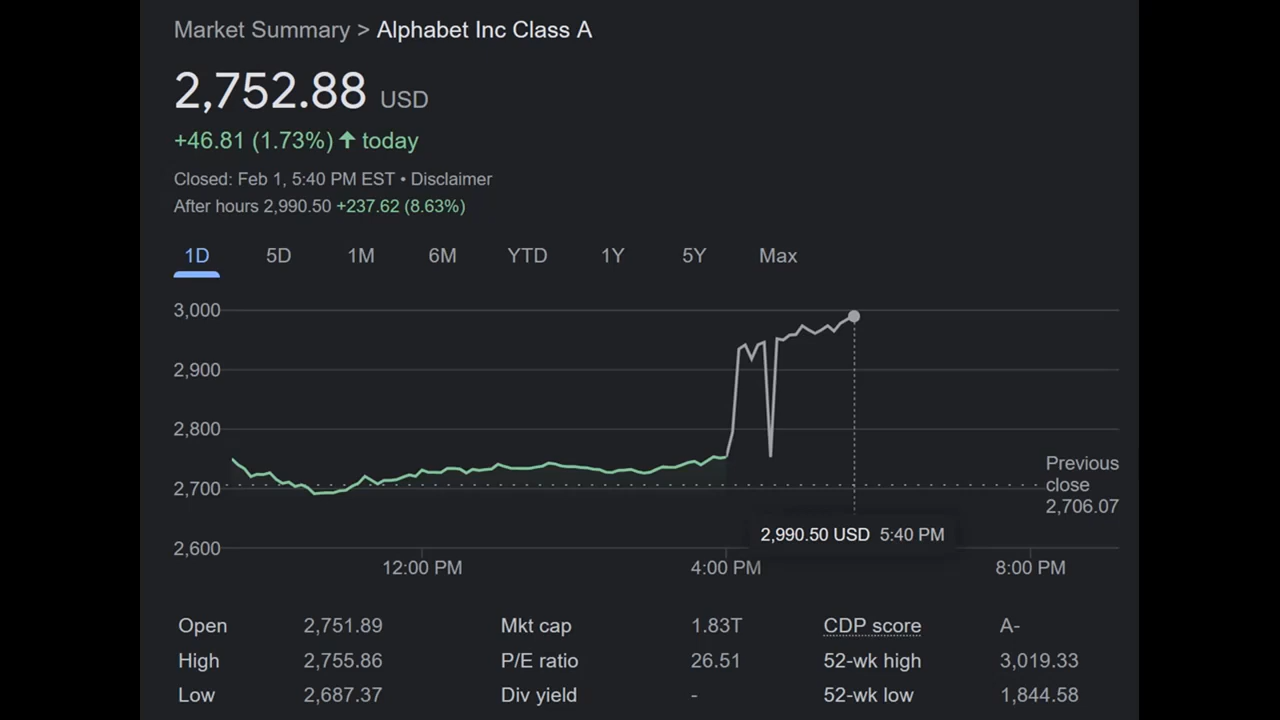 Market Summary > Alphabet Inc Class A
2,752.88 USD
+46.81 (1.73%) ↑ today
Closed: Feb 1, 5:40 PM EST • Disclaimer
After hours 2,990.50 +237.62 (8.63%)
1D 5D 1M 6M YTD 1Y 5Y Max
3,000
2,900
2,800
2,700
2,600
Previous
close
2,706.07
2,990.50 USD 5:40 PM
12:00 PM 4:00 PM 8:00 PM
Open 2,751.89 Mkt cap 1.83T CDP score A-
High 2,755.86 P/E ratio 26.51 52-wk high 3,019.33
Low 2,687.37 Div yield - 52-wk low 1,844.58